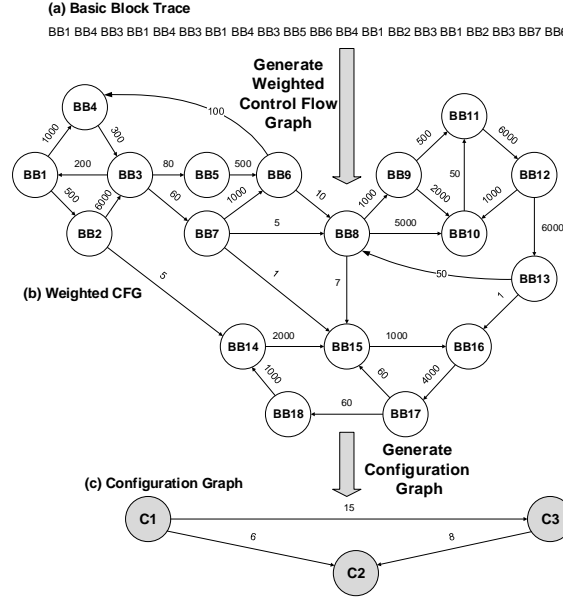 (a) Basic Block Trace
BB1 BB4 BB3 BB1 BB4 BB3 BB1 BB4 BB3 BB5 BB6 BB4 BB1 BB2 BB3 BB1 BB2 BB3 BB7 BB6
Generate
Weighted
Control Flow
Graph
BB4
BB11
100
1000
300
500
6000
BB1
200
BB3
80
BB5
500
BB6
BB9
50
BB12
500
6000
60
1000
10
1000
2000
1000
6000
BB2
BB7
5
BB8
5000
BB10
(b) Weighted CFG
5
1
7
50
BB13
1
BB14
2000
BB15
1000
BB16
1000
60
4000
BB18
60
BB17
Generate
Configuration
Graph
(c) Configuration Graph
C1
15
C3
6
8
C2